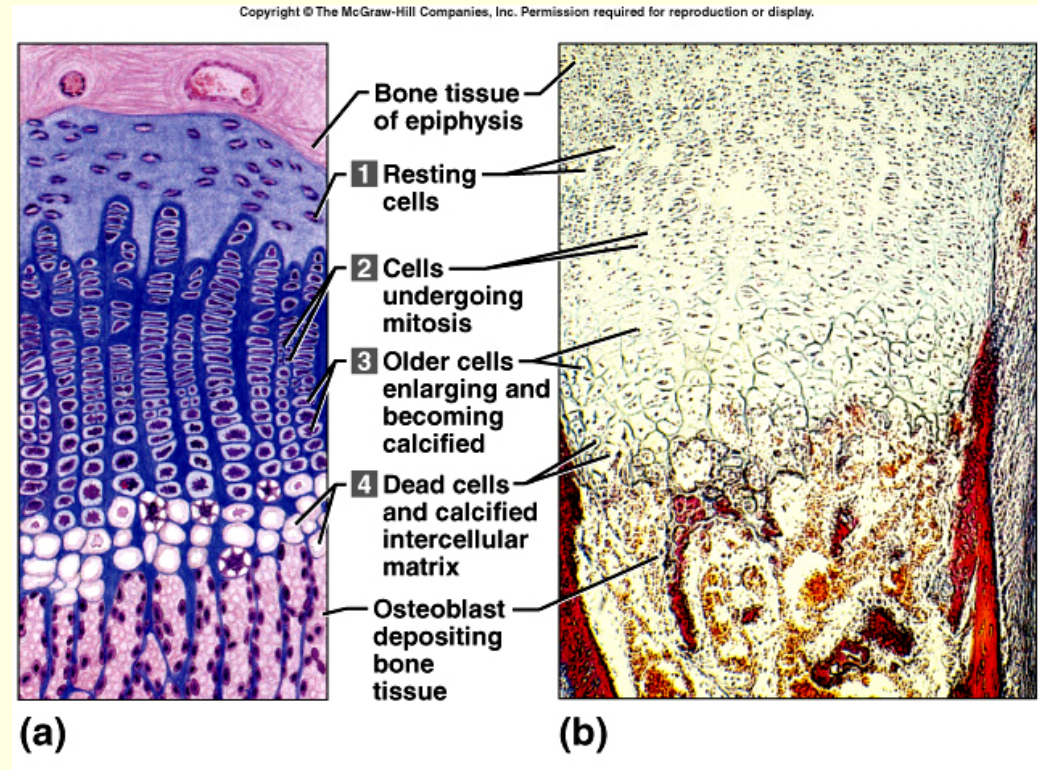 Copyright © The McGraw-Hill Companies, Inc. Permission required for reproduction or display.
Bone tissue
of epiphysis
1 Resting
cells
2 Cells
undergoing
mitosis
3 Older cells
enlarging and
becoming
calcified
4 Dead cells
and calcified
intercellular
matrix
Osteoblast
depositing
bone
tissue
(a)
(b)